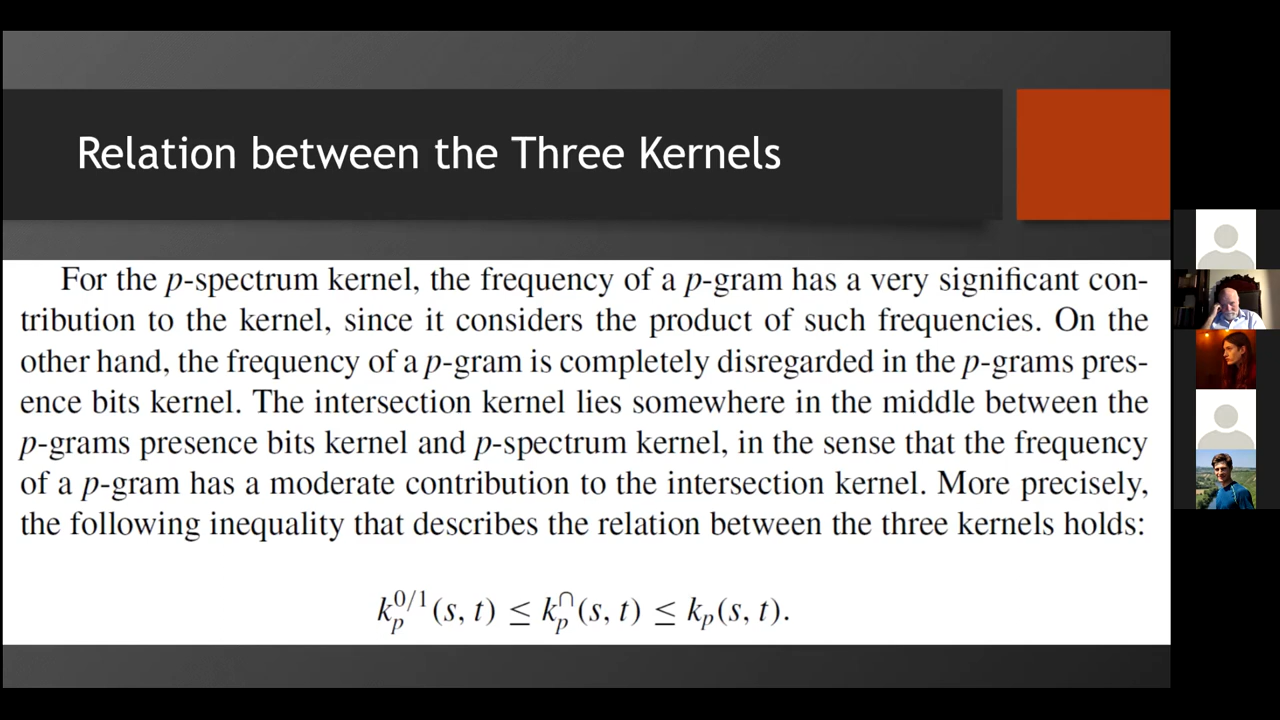 Relation between the Three Kernels
For the p-spectrum kernel, the frequency of a p-gram has a very significant con-
tribution to the kernel, since it considers the product of such frequencies. On the
other hand, the frequency of a p-gram is completely disregarded in the p-grams pres-
ence bits kernel. The intersection kernel lies somewhere in the middle between the
p-grams presence bits kernel and p-spectrum kernel, in the sense that the frequency
of a p-gram has a moderate contribution to the intersection kernel. More precisely,
the following inequality that describes the relation between the three kernels holds:
k_p^{0/1}(s, t) ≤ k_p^∩(s, t) ≤ k_p(s, t).